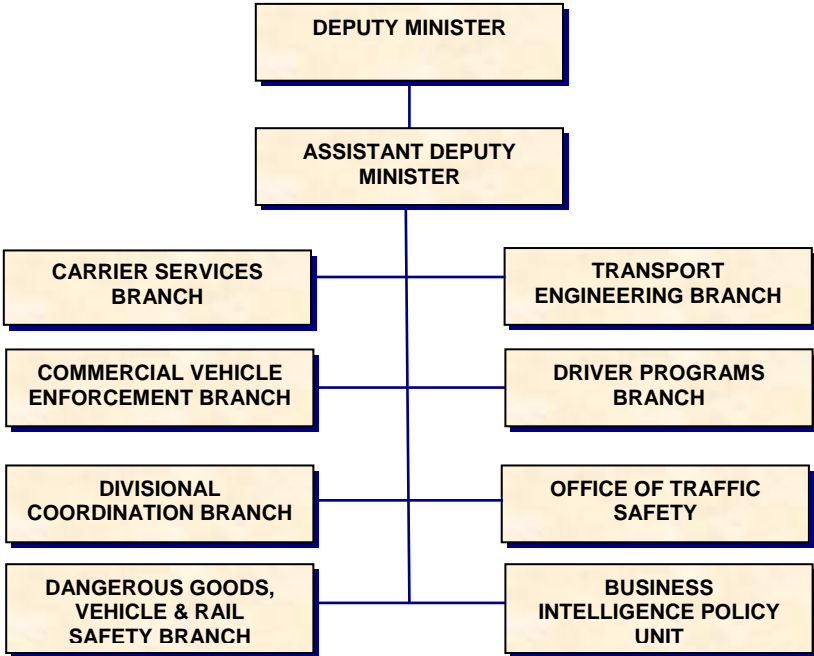 DEPUTY MINISTER
ASSISTANT DEPUTY
MINISTER
CARRIER SERVICES
BRANCH
TRANSPORT
ENGINEERING BRANCH
COMMERCIAL VEHICLE
ENFORCEMENT BRANCH
DRIVER PROGRAMS
BRANCH
DIVISIONAL
COORDINATION BRANCH
OFFICE OF TRAFFIC
SAFETY
DANGEROUS GOODS,
VEHICLE & RAIL
SAFETY BRANCH
BUSINESS
INTELLIGENCE POLICY
UNIT